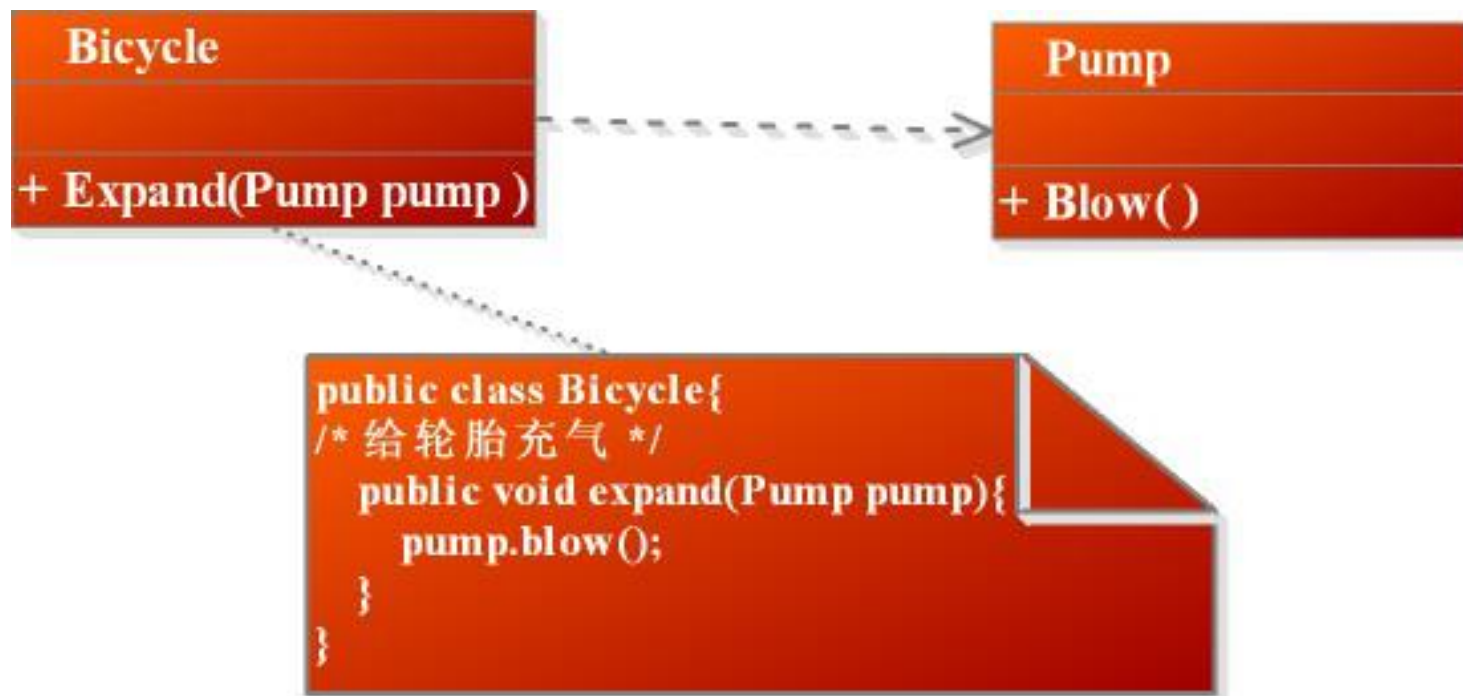 Bicycle
+ Expand(Pump pump )
Pump
+ Blow( )
public class Bicycle{
/* 给轮胎充气 */
public void expand(Pump pump){
pump.blow();
}
}